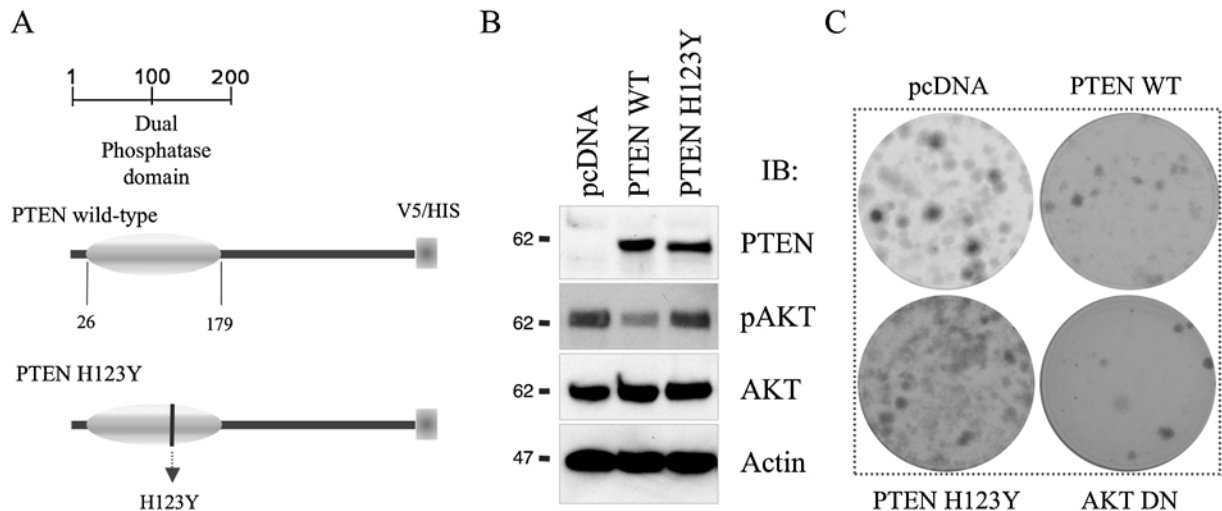 A
1 100 200
Dual
Phosphatase
domain
PTEN wild-type
V5/HIS
26 179
PTEN H123Y
H123Y
B
pcDNA
PTEN WT
PTEN H123Y
IB:
62 PTEN
62 pAKT
62 AKT
47 Actin
C
pcDNA PTEN WT
PTEN H123Y AKT DN